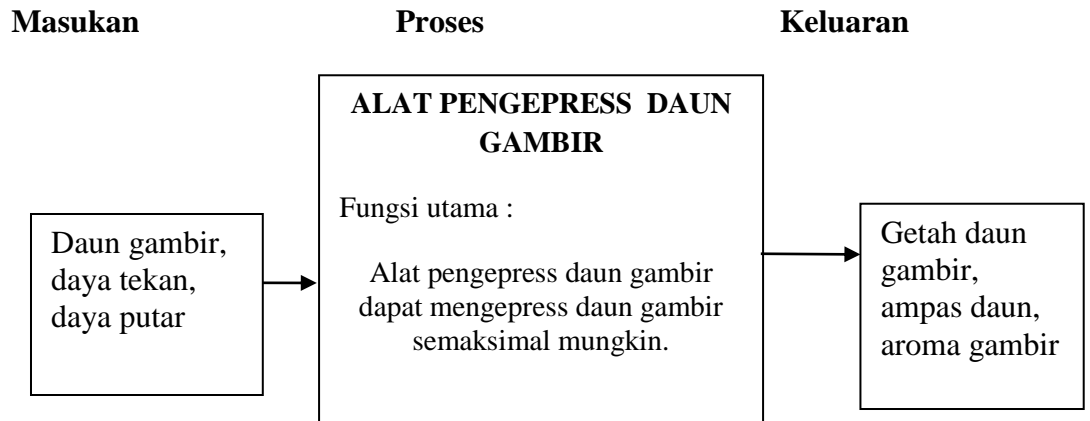 Masukan Proses Keluaran
ALAT PENGEPRESS DAUN
GAMBIR
Fungsi utama :
Alat pengepress daun gambir
dapat mengepress daun gambir
semaksimal mungkin.
Daun gambir,
daya tekan,
daya putar
Getah daun
gambir,
ampas daun,
aroma gambir